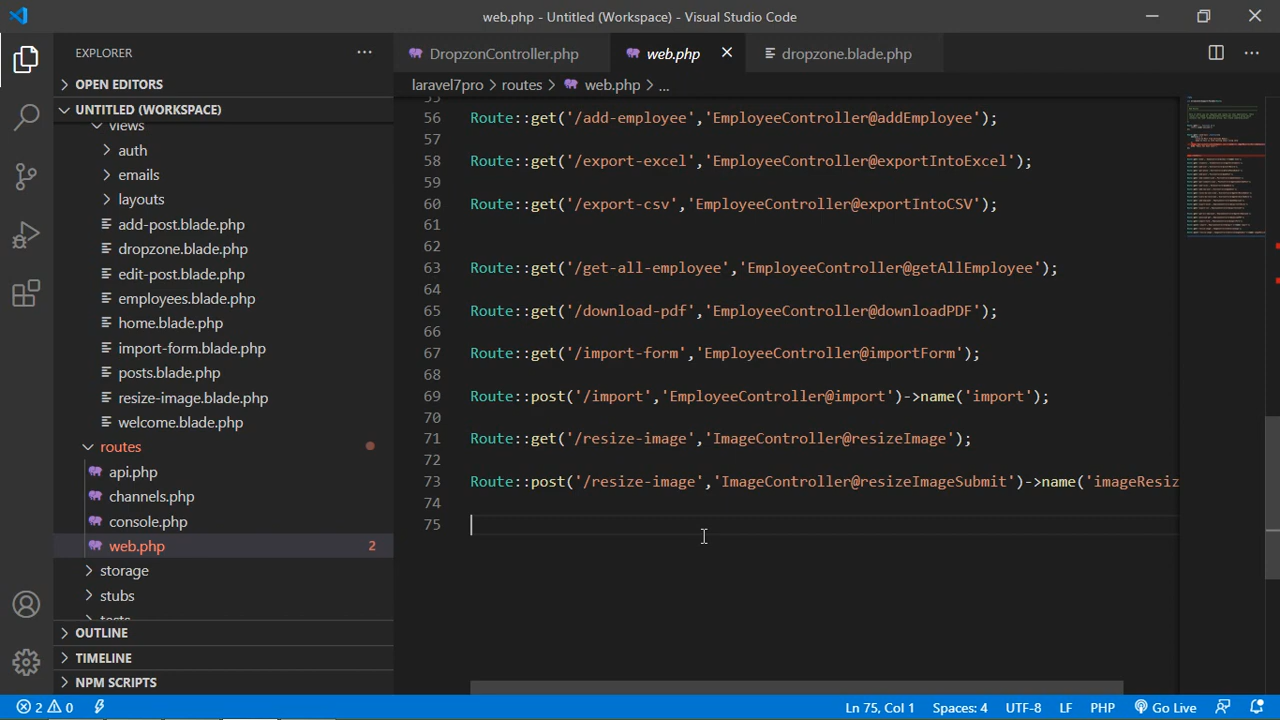 web.php - Untitled (Workspace) - Visual Studio Code
EXPLORER
DropzonController.php
web.php
dropzone.blade.php
OPEN EDITORS
laravel7pro
routes
web.php
...
UNTITLED (WORKSPACE)
views
auth
emails
layouts
add-post.blade.php
dropzone.blade.php
edit-post.blade.php
employees.blade.php
home.blade.php
import-form.blade.php
posts.blade.php
resize-image.blade.php
welcome.blade.php
routes
api.php
channels.php
console.php
web.php 2
storage
stubs
tests
OUTLINE
TIMELINE
NPM SCRIPTS
55
56 Route::get('/add-employee','EmployeeController@addEmployee');
57
58 Route::get('/export-excel','EmployeeController@exportIntoExcel');
59
60 Route::get('/export-csv','EmployeeController@exportIntoCSV');
61
62
63 Route::get('/get-all-employee','EmployeeController@getAllEmployee');
64
65 Route::get('/download-pdf','EmployeeController@downloadPDF');
66
67 Route::get('/import-form','EmployeeController@importForm');
68
69 Route::post('/import','EmployeeController@import')->name('import');
70
71 Route::get('/resize-image','ImageController@resizeImage');
72
73 Route::post('/resize-image','ImageController@resizeImageSubmit')->name('imageResiz
74
75
2 0
Ln 75, Col 1
Spaces: 4
UTF-8
LF
PHP
Go Live